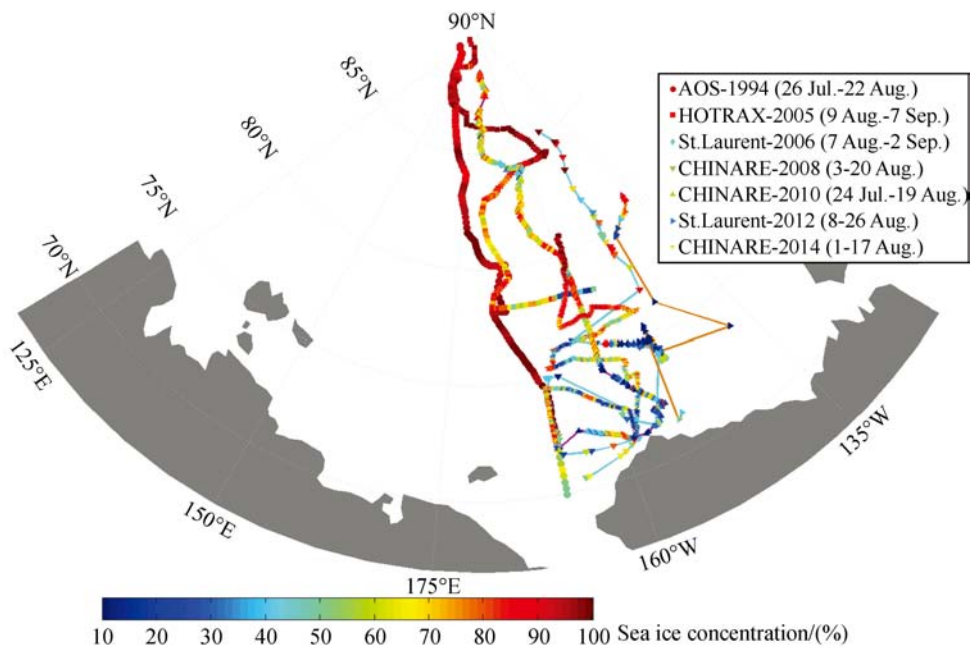 90°N
85°N
80°N
75°N
70°N
125°E
150°E
175°E
160°W
135°W
AOS-1994 (26 Jul.-22 Aug.)
HOTRAX-2005 (9 Aug.-7 Sep.)
St.Laurent-2006 (7 Aug.-2 Sep.)
CHINARE-2008 (3-20 Aug.)
CHINARE-2010 (24 Jul.-19 Aug.)
St.Laurent-2012 (8-26 Aug.)
CHINARE-2014 (1-17 Aug.)
10 20 30 40 50 60 70 80 90 100 Sea ice concentration/(%)